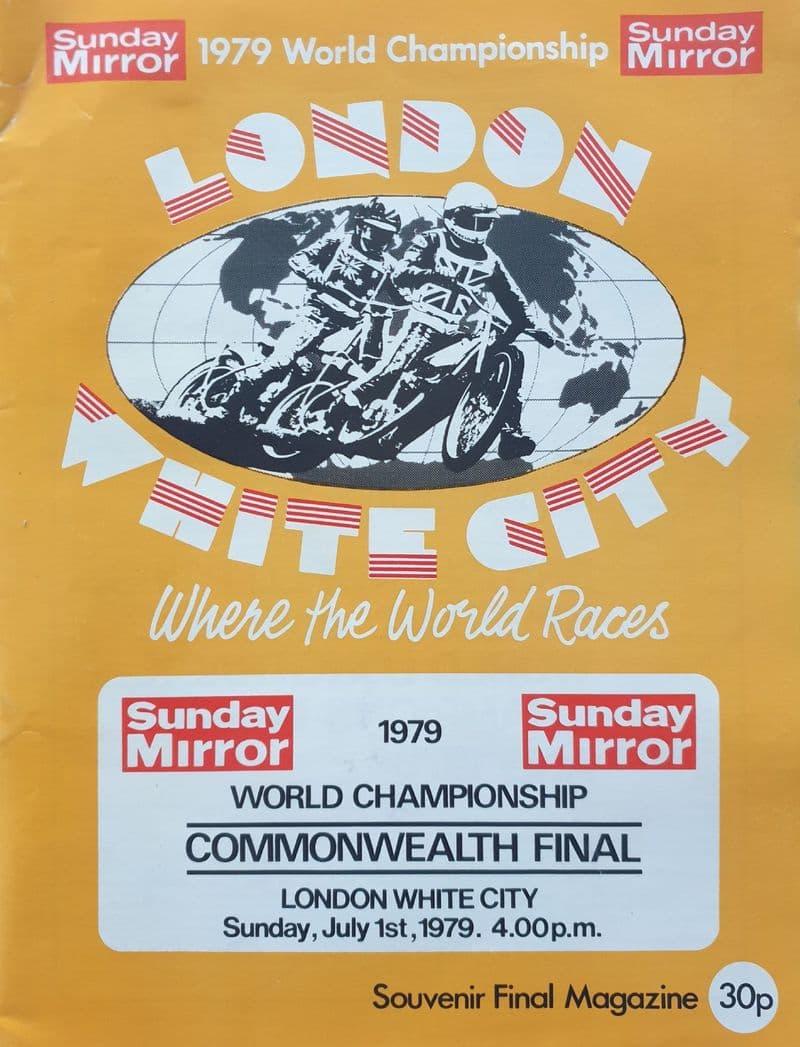 Sunday Mirror 1979 World Championship Sunday Mirror
LONDON
WHITE CITY
Where the World Races
Sunday Mirror 1979 Sunday Mirror
WORLD CHAMPIONSHIP
COMMONWEALTH FINAL
LONDON WHITE CITY
Sunday, July 1st, 1979. 4.00p.m.
Souvenir Final Magazine 30p